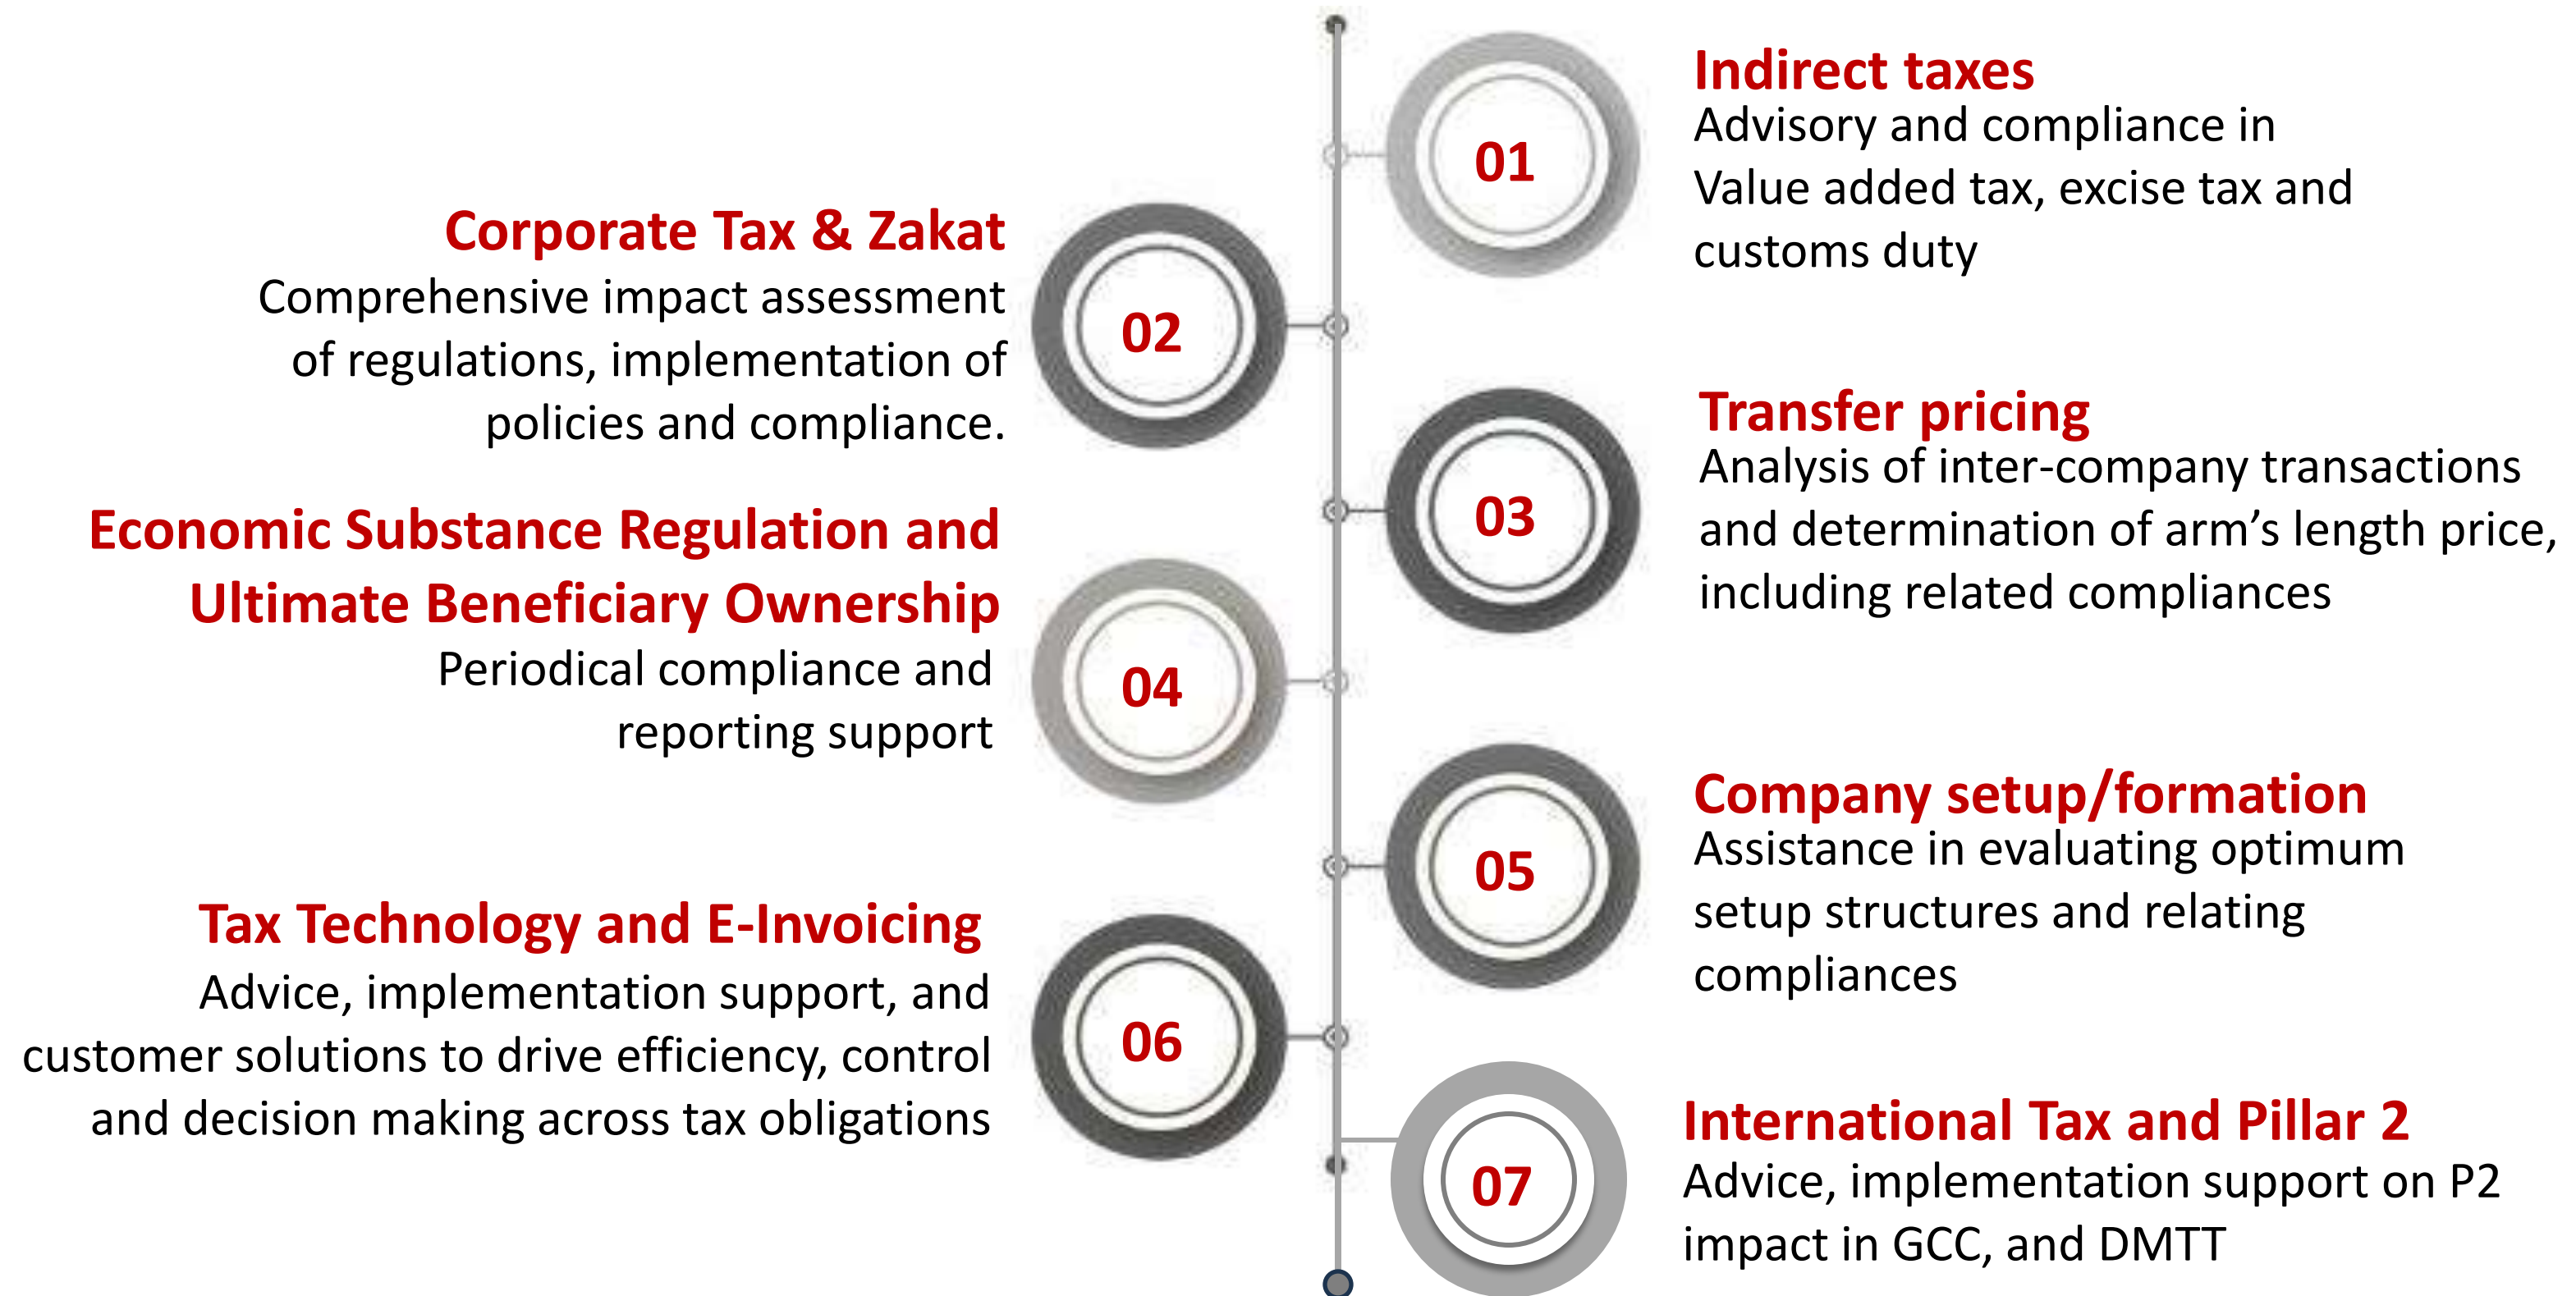 01
Indirect taxes
Advisory and compliance in
Value added tax, excise tax and
customs duty
02
Corporate Tax & Zakat
Comprehensive impact assessment
of regulations, implementation of
policies and compliance.
03
Transfer pricing
Analysis of inter-company transactions
and determination of arm’s length price,
including related compliances
04
Economic Substance Regulation and
Ultimate Beneficiary Ownership
Periodical compliance and
reporting support
05
Company setup/formation
Assistance in evaluating optimum
setup structures and relating
compliances
06
Tax Technology and E-Invoicing
Advice, implementation support, and
customer solutions to drive efficiency, control
and decision making across tax obligations
07
International Tax and Pillar 2
Advice, implementation support on P2
impact in GCC, and DMTT